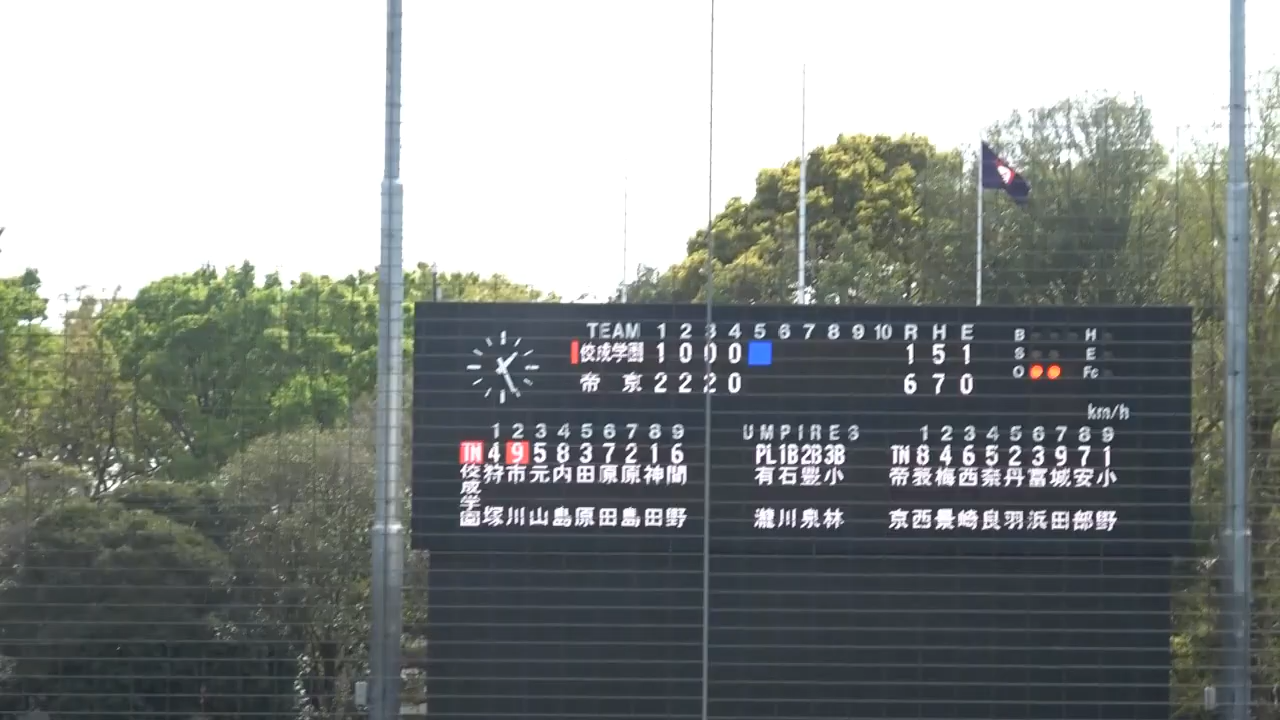 TEAM 1 2 3 4 5 6 7 8 9 10 R H E
佼成学園 1 0 0 0 1 5 1
帝京 2 2 2 0 6 7 0
B H
S E
O Fc
km/h
1 2 3 4 5 6 7 8 9
TN 4 9 5 8 3 7 2 1 6
佼成学園 狩塚 市川 元山 内島 田原 原田 原島 神田 間野
UMPIRES
PL 1B 2B 3B
有瀧 石川 豊泉 小林
1 2 3 4 5 6 7 8 9
TN 8 4 6 5 2 3 9 7 1
帝京 西 梅景 西崎 奈良 丹羽 冨浜 城田 安部 小野